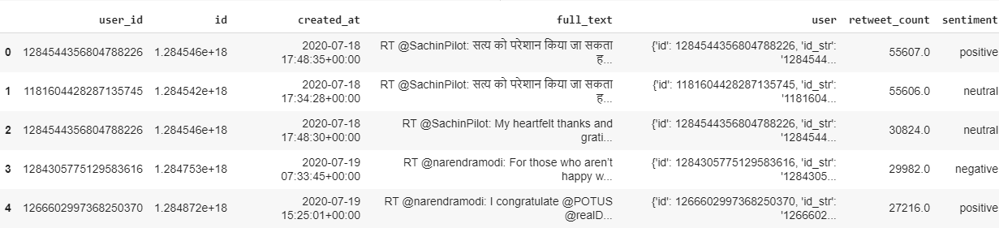 user_id id created_at full_text user retweet_count sentiment
0 1284544356804788226 1.284546e+18 2020-07-18 17:48:35+00:00 RT @SachinPilot: सत्य को परेशान किया जा सकता ह... {'id': 1284544356804788226, 'id_str': '1284544... 55607.0 positive
1 1181604428287135745 1.284542e+18 2020-07-18 17:34:28+00:00 RT @SachinPilot: सत्य को परेशान किया जा सकता ह... {'id': 1181604428287135745, 'id_str': '1181604... 55606.0 neutral
2 1284544356804788226 1.284546e+18 2020-07-18 17:48:30+00:00 RT @SachinPilot: My heartfelt thanks and grati... {'id': 1284544356804788226, 'id_str': '1284544... 30824.0 neutral
3 1284305775129583616 1.284753e+18 2020-07-19 07:33:45+00:00 RT @narendramodi: For those who aren’t happy w... {'id': 1284305775129583616, 'id_str': '1284305... 29982.0 negative
4 1266602997368250370 1.284872e+18 2020-07-19 15:25:01+00:00 RT @narendramodi: I congratulate @POTUS @realD... {'id': 1266602997368250370, 'id_str': '1266602... 27216.0 positive